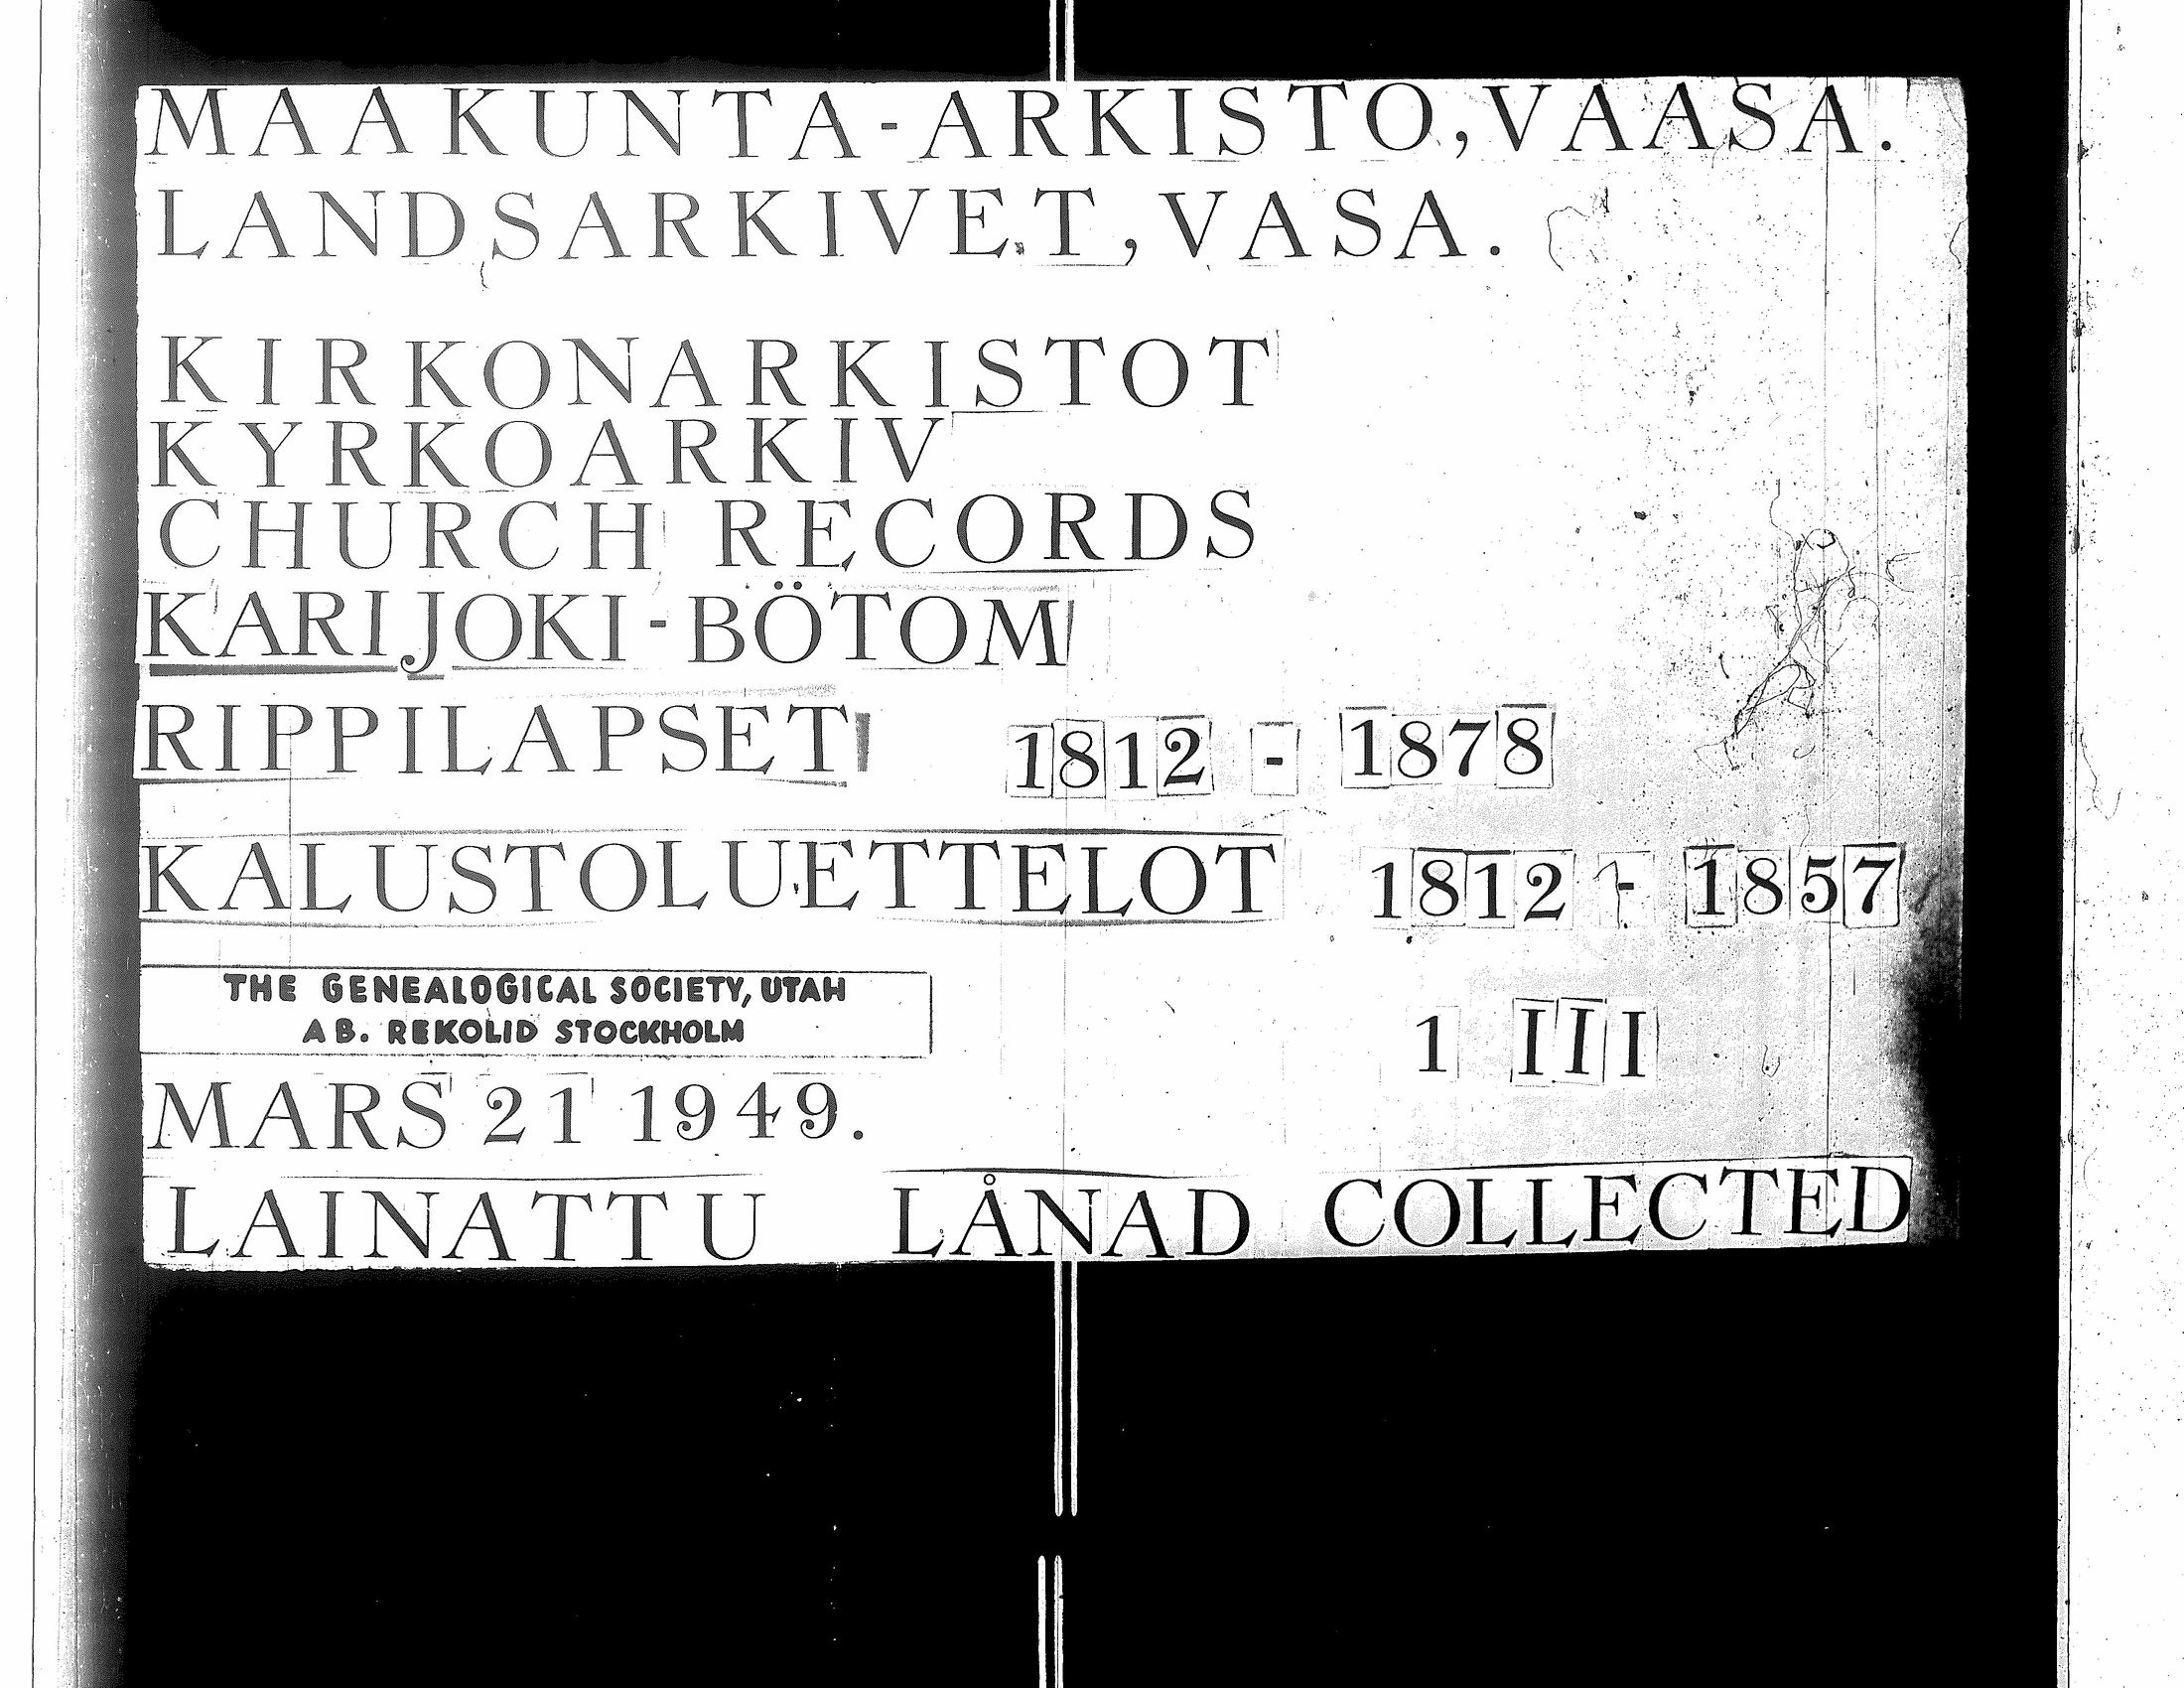 MAAKUNTA-ARKISTO, VAASA.
LANDSARKIVET, VASA.
KIRKONARKISTOT
KYRKOARKIV
CHURCH RECORDS
KARIJOKI-BÖTOM
RIPPILAPSET 1812 - 1878
KALUSTOLUETTELOT 1812 - 1857
THE GENEALOGICAL SOCIETY, UTAH
AB. REKOLID STOCKHOLM
1 III
MARS 21 1949.
LAINATTU LÅNAD COLLECTED